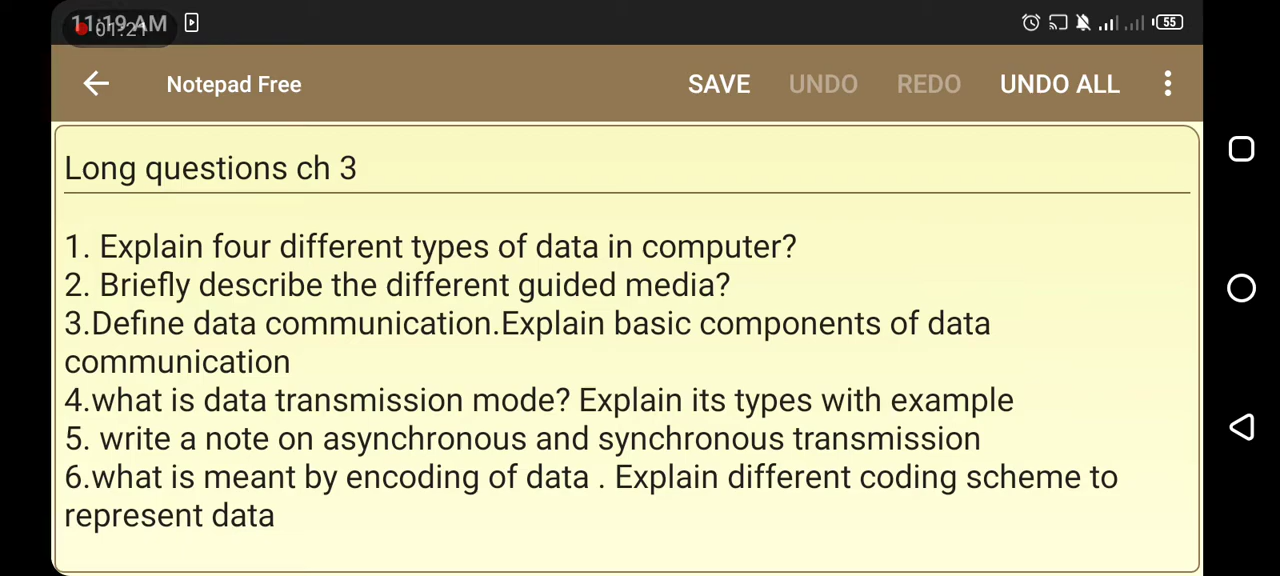 11:19 AM
01:21
55
Notepad Free SAVE UNDO REDO UNDO ALL
Long questions ch 3
1. Explain four different types of data in computer?
2. Briefly describe the different guided media?
3.Define data communication.Explain basic components of data
communication
4.what is data transmission mode? Explain its types with example
5. write a note on asynchronous and synchronous transmission
6.what is meant by encoding of data . Explain different coding scheme to
represent data